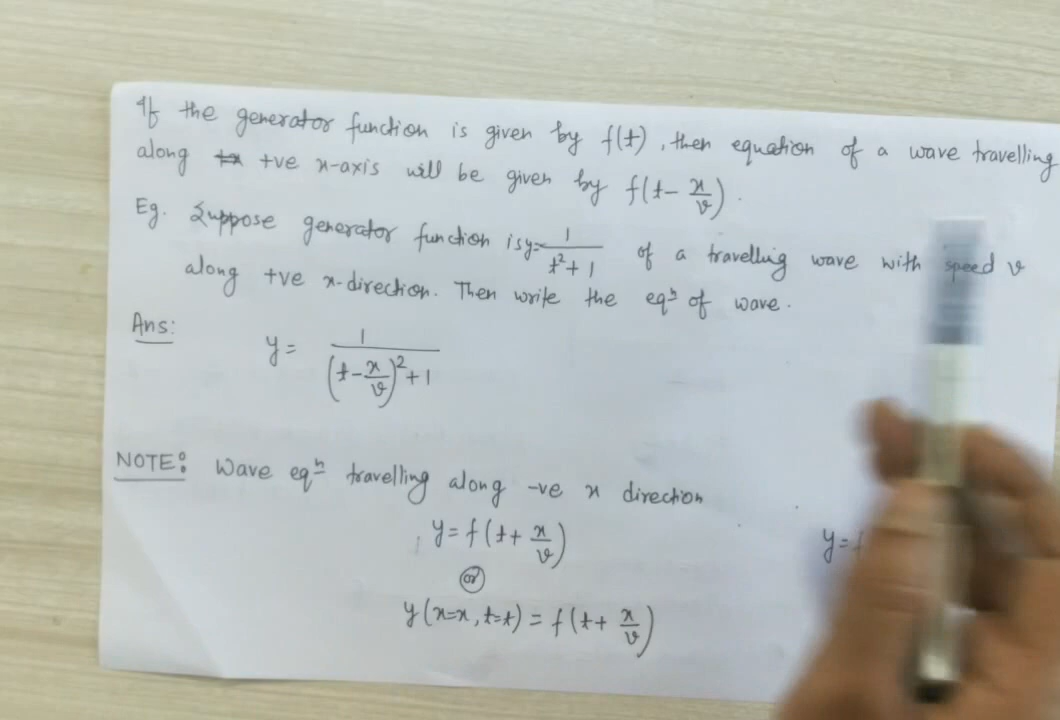 If the generator function is given by f(t), then equation of a wave travelling
along +ve x-axis will be given by f(t - x/v).
Eg. Suppose generator function is y = 1/(t² + 1) of a travelling wave with speed v
along +ve x-direction. Then write the eqⁿ of wave.
Ans:
y = 1/((t - x/v)² + 1)
NOTE: Wave eqⁿ travelling along -ve x direction
y = f(t + x/v)
y = f
or
y(x=x, t=t) = f(t + x/v)